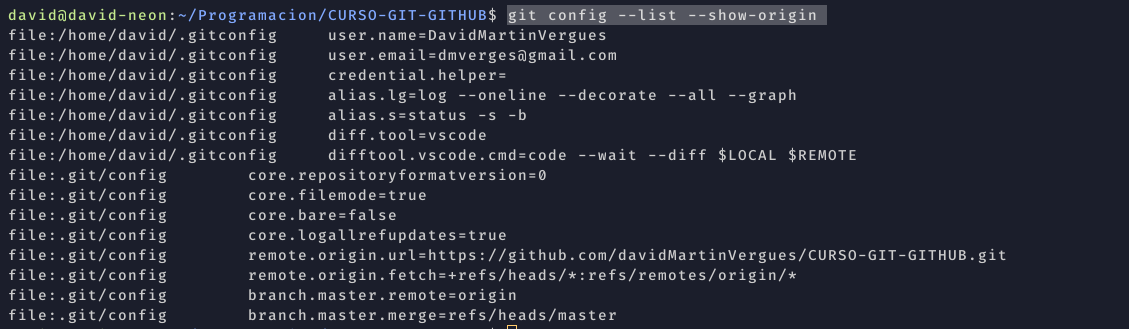 david@david-neon:~/Programacion/CURSO-GIT-GITHUB$ git config --list --show-origin
file:/home/david/.gitconfig user.name=DavidMartinVergues
file:/home/david/.gitconfig user.email=dmverges@gmail.com
file:/home/david/.gitconfig credential.helper=
file:/home/david/.gitconfig alias.lg=log --oneline --decorate --all --graph
file:/home/david/.gitconfig alias.s=status -s -b
file:/home/david/.gitconfig diff.tool=vscode
file:/home/david/.gitconfig difftool.vscode.cmd=code --wait --diff $LOCAL $REMOTE
file:.git/config core.repositoryformatversion=0
file:.git/config core.filemode=true
file:.git/config core.bare=false
file:.git/config core.logallrefupdates=true
file:.git/config remote.origin.url=https://github.com/davidMartinVergues/CURSO-GIT-GITHUB.git
file:.git/config remote.origin.fetch=+refs/heads/*:refs/remotes/origin/*
file:.git/config branch.master.remote=origin
file:.git/config branch.master.merge=refs/heads/master